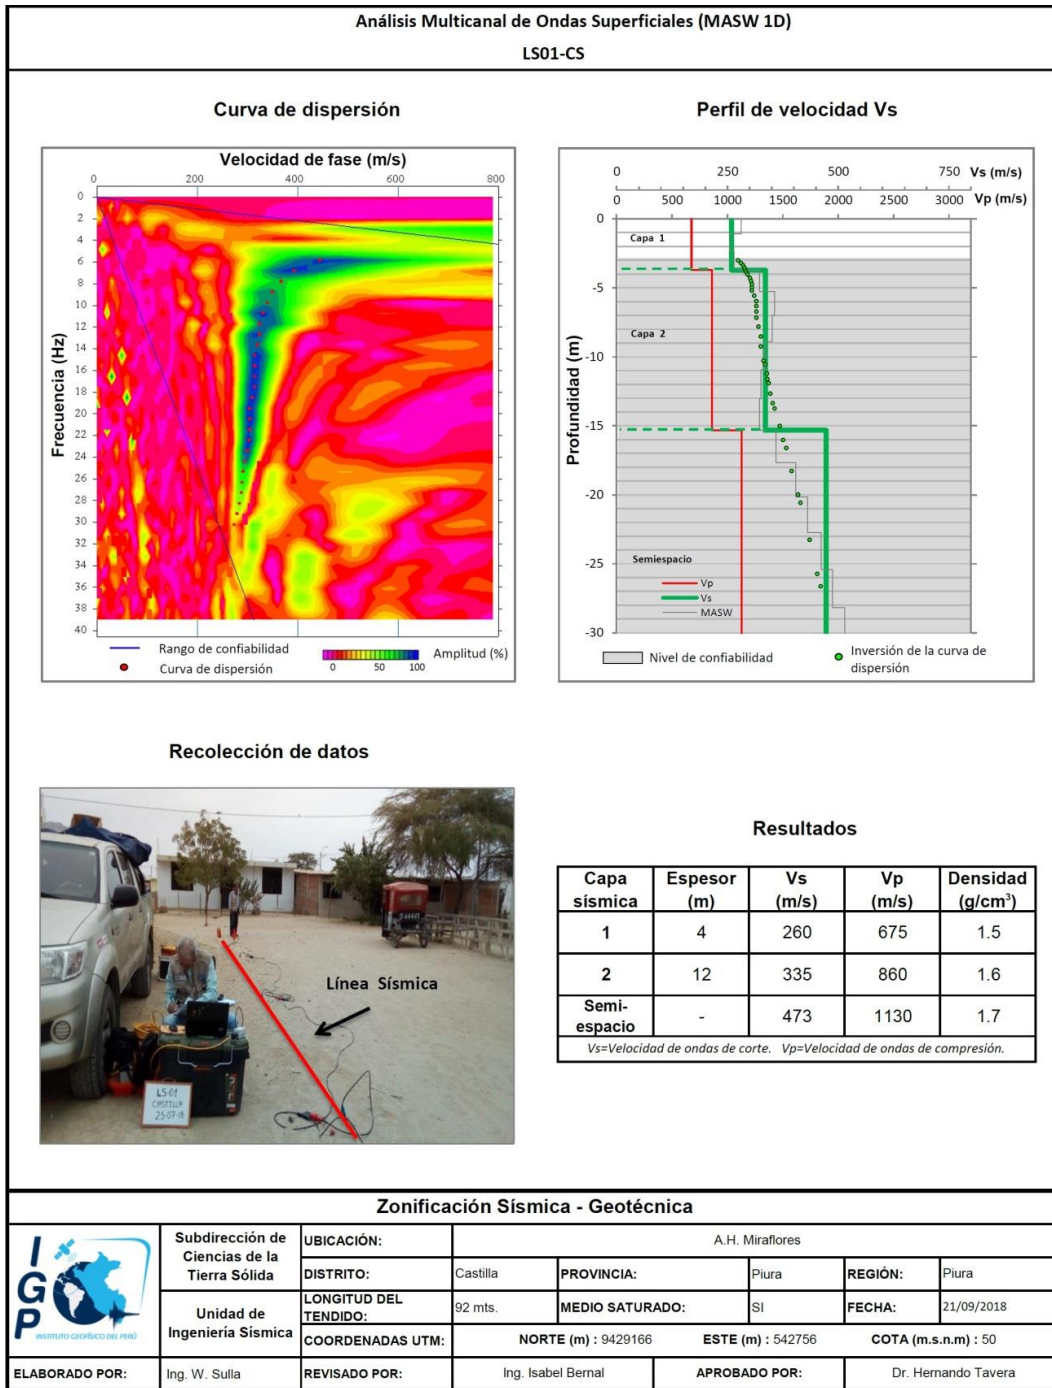 Análisis Multicanal de Ondas Superficiales (MASW 1D)
LS01-CS
Curva de dispersión
Velocidad de fase (m/s)
0 200 400 600 800
Frecuencia (Hz)
0
2
4
6
8
10
12
14
16
18
20
22
24
26
28
30
32
34
36
38
40
Rango de confiabilidad
Curva de dispersión
Amplitud (%)
0 50 100
Perfil de velocidad Vs
0 250 500 750 Vs (m/s)
0 500 1000 1500 2000 2500 3000 Vp (m/s)
Profundidad (m)
0
-5
-10
-15
-20
-25
-30
Capa 1
Capa 2
Semiespacio
Vp
Vs
MASW
Nivel de confiabilidad
Inversión de la curva de
dispersión
Recolección de datos
Línea Sísmica
LS-01
CASTILLA
25-07-18
Resultados
Capa sísmica Espesor (m) Vs (m/s) Vp (m/s) Densidad (g/cm³)
1 4 260 675 1.5
2 12 335 860 1.6
Semi-espacio - 473 1130 1.7
Vs=Velocidad de ondas de corte. Vp=Velocidad de ondas de compresión.
Zonificación Sísmica - Geotécnica
IGP
INSTITUTO GEOFÍSICO DEL PERÚ
Subdirección de
Ciencias de la
Tierra Sólida
Unidad de
Ingeniería Sísmica
UBICACIÓN: A.H. Miraflores
DISTRITO: Castilla PROVINCIA: Piura REGIÓN: Piura
LONGITUD DEL TENDIDO: 92 mts. MEDIO SATURADO: SI FECHA: 21/09/2018
COORDENADAS UTM: NORTE (m) : 9429166 ESTE (m) : 542756 COTA (m.s.n.m) : 50
ELABORADO POR: Ing. W. Sulla REVISADO POR: Ing. Isabel Bernal APROBADO POR: Dr. Hernando Tavera